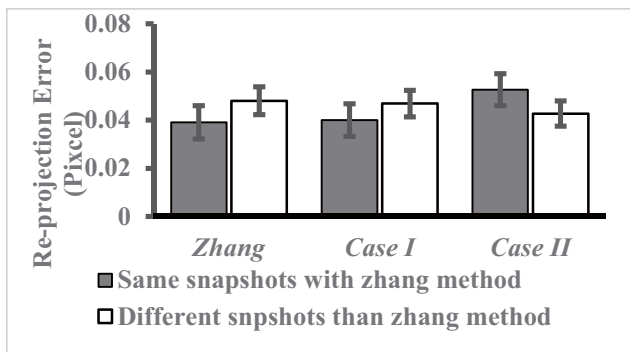 Re-projection Error
(Pixcel)
0.08
0.06
0.04
0.02
0
Zhang Case I Case II
Same snapshots with zhang method
Different snpshots than zhang method